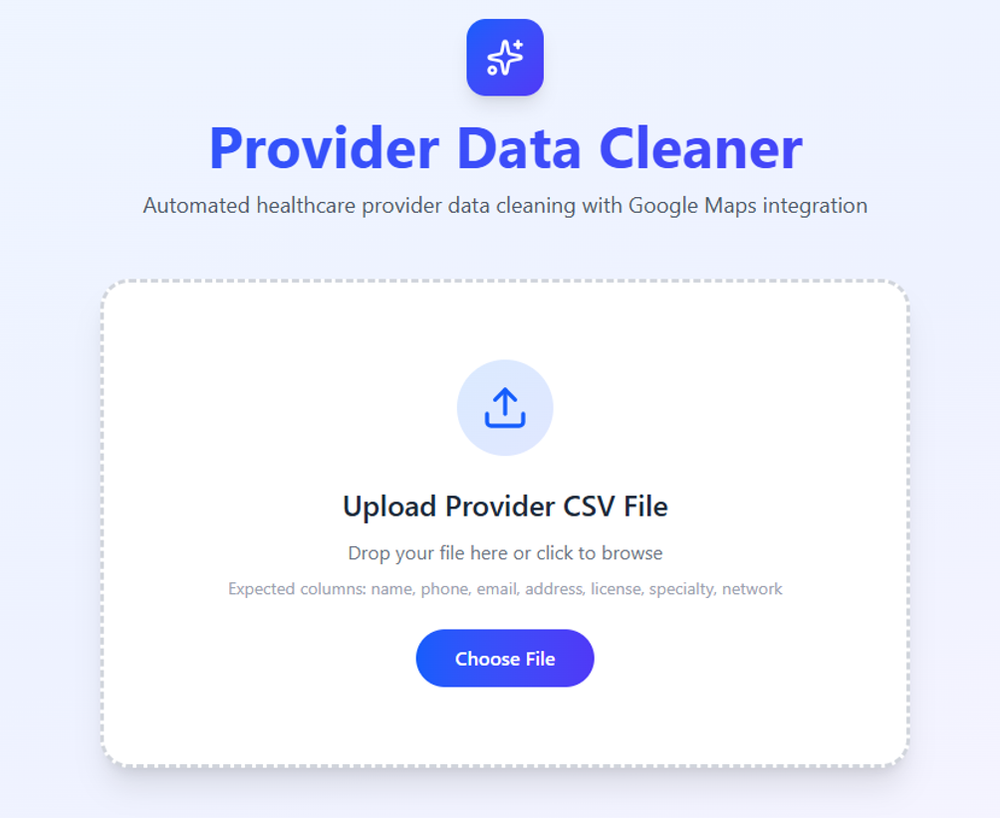 Provider Data Cleaner
Automated healthcare provider data cleaning with Google Maps integration
Upload Provider CSV File
Drop your file here or click to browse
Expected columns: name, phone, email, address, license, specialty, network
Choose File